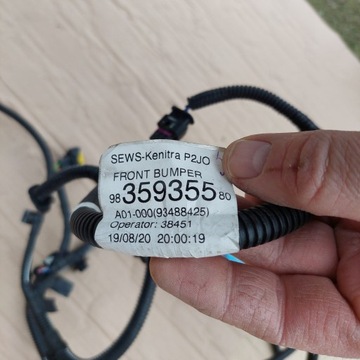 SEWS-Kenitra P2JO
FRONT BUMPER
98 359355 80
A01-000(93488425)
Operator: 38451
19/08/20 20:00:19